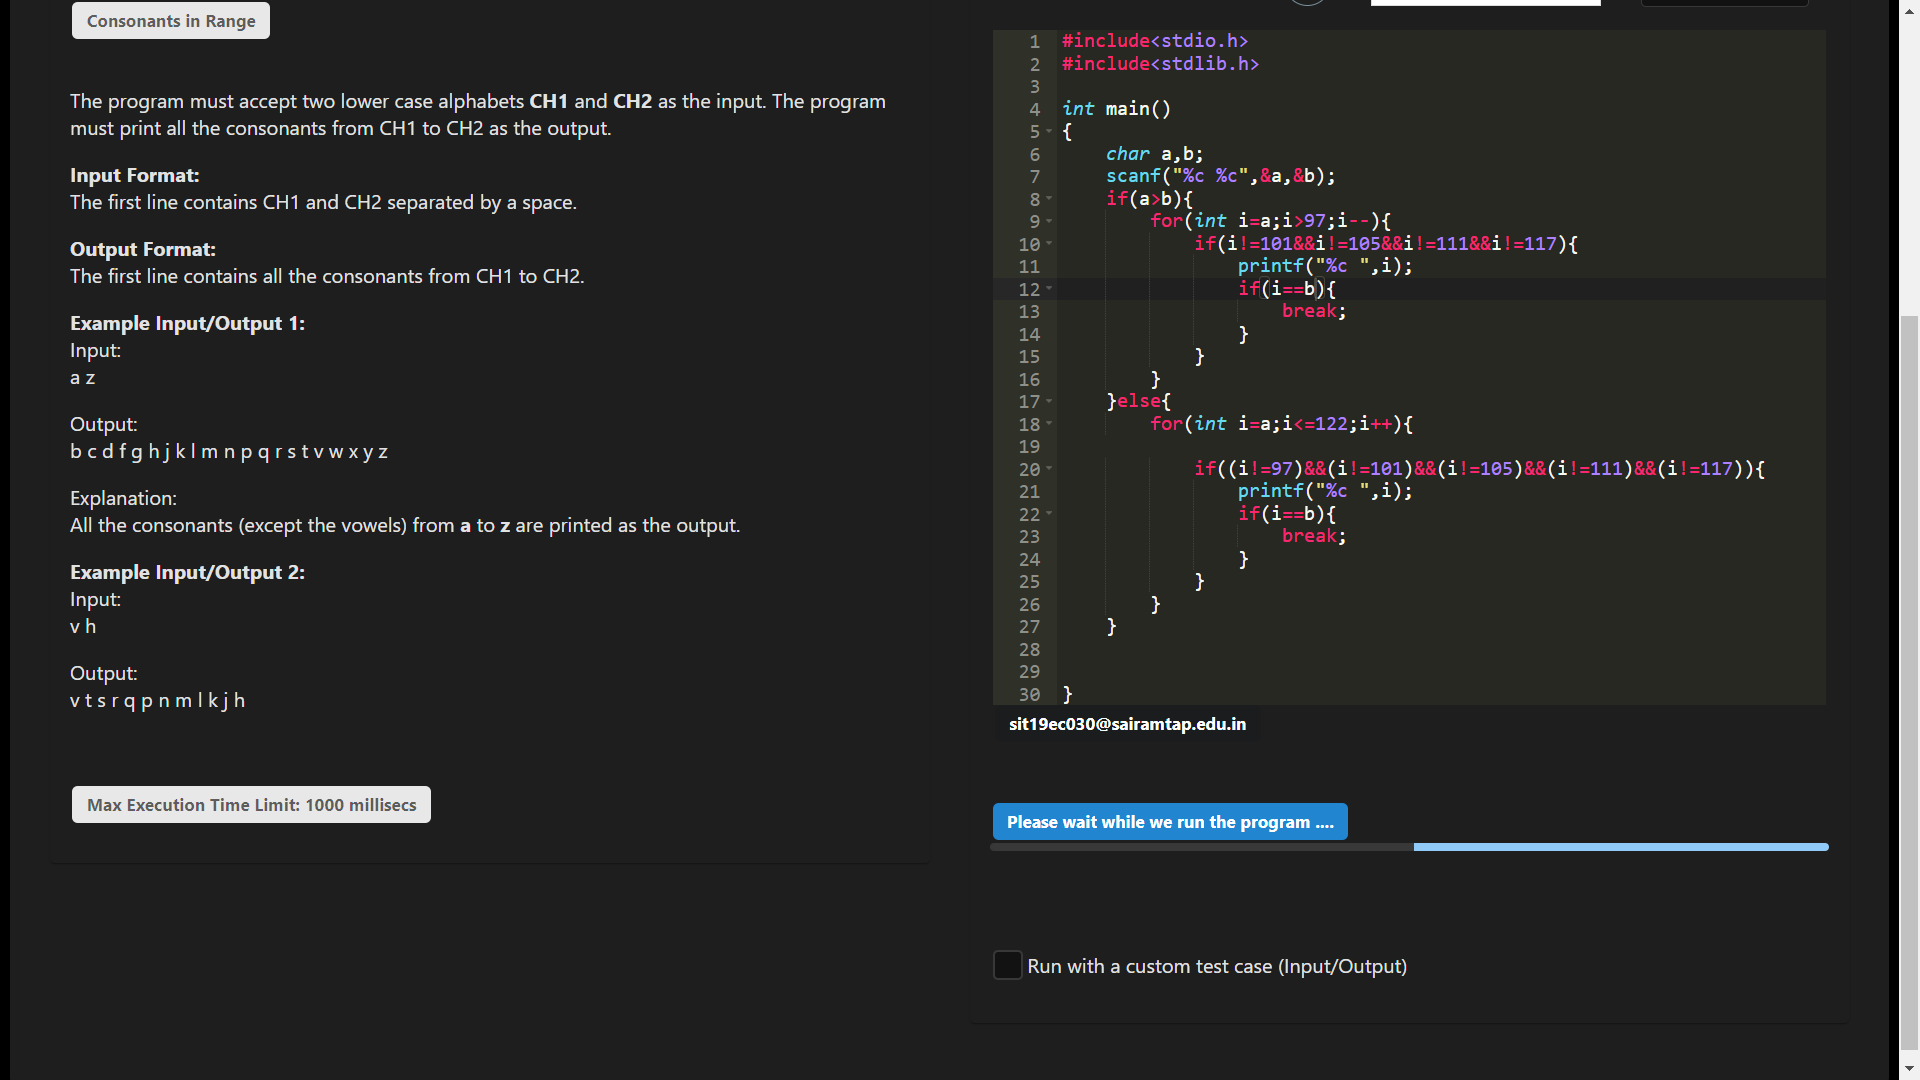 Consonants in Range
The program must accept two lower case alphabets CH1 and CH2 as the input. The program
must print all the consonants from CH1 to CH2 as the output.
Input Format:
The first line contains CH1 and CH2 separated by a space.
Output Format:
The first line contains all the consonants from CH1 to CH2.
Example Input/Output 1:
Input:
a z
Output:
b c d f g h j k l m n p q r s t v w x y z
Explanation:
All the consonants (except the vowels) from a to z are printed as the output.
Example Input/Output 2:
Input:
v h
Output:
v t s r q p n m l k j h
Max Execution Time Limit: 1000 millisecs
1 #include<stdio.h>
2 #include<stdlib.h>
3
4 int main()
5 {
6     char a,b;
7     scanf("%c %c",&a,&b);
8     if(a>b){
9         for(int i=a;i>97;i--){
10             if(i!=101&&i!=105&&i!=111&&i!=117){
11                 printf("%c ",i);
12                 if(i==b){
13                     break;
14                 }
15             }
16         }
17     }else{
18         for(int i=a;i<=122;i++){
19
20             if((i!=97)&&(i!=101)&&(i!=105)&&(i!=111)&&(i!=117)){
21                 printf("%c ",i);
22                 if(i==b){
23                     break;
24                 }
25             }
26         }
27     }
28
29
30 }
sit19ec030@sairamtap.edu.in
Please wait while we run the program ....
Run with a custom test case (Input/Output)